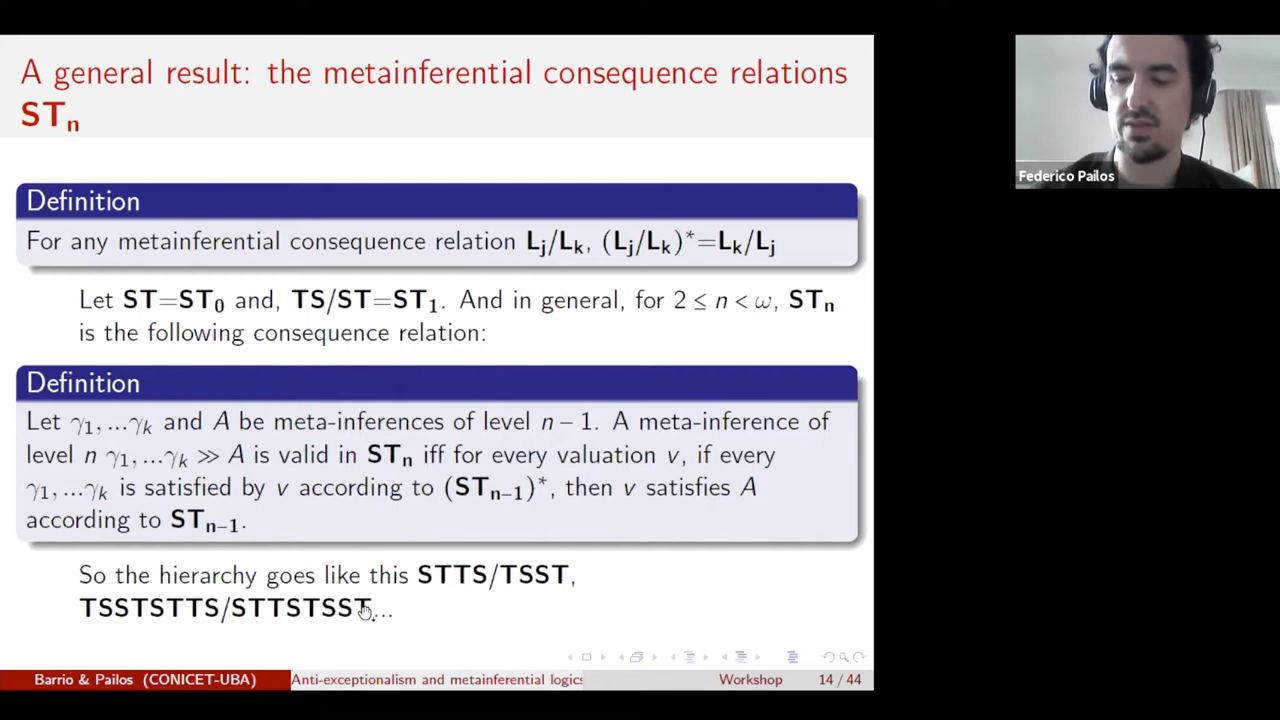 A general result: the metainferential consequence relations
STn
Definition
For any metainferential consequence relation Lj/Lk, (Lj/Lk)*=Lk/Lj
Let ST=ST0 and, TS/ST=ST1. And in general, for 2 ≤ n < ω, STn
is the following consequence relation:
Definition
Let γ1, ...γk and A be meta-inferences of level n − 1. A meta-inference of
level n γ1, ...γk ≫ A is valid in STn iff for every valuation v, if every
γ1, ...γk is satisfied by v according to (STn−1)*, then v satisfies A
according to STn−1.
So the hierarchy goes like this STTS/TSST,
TSSTSTTS/STTSTSST...
Barrio & Pailos (CONICET-UBA) Anti-exceptionalism and metainferential logics Workshop 14 / 44
Federico Pailos